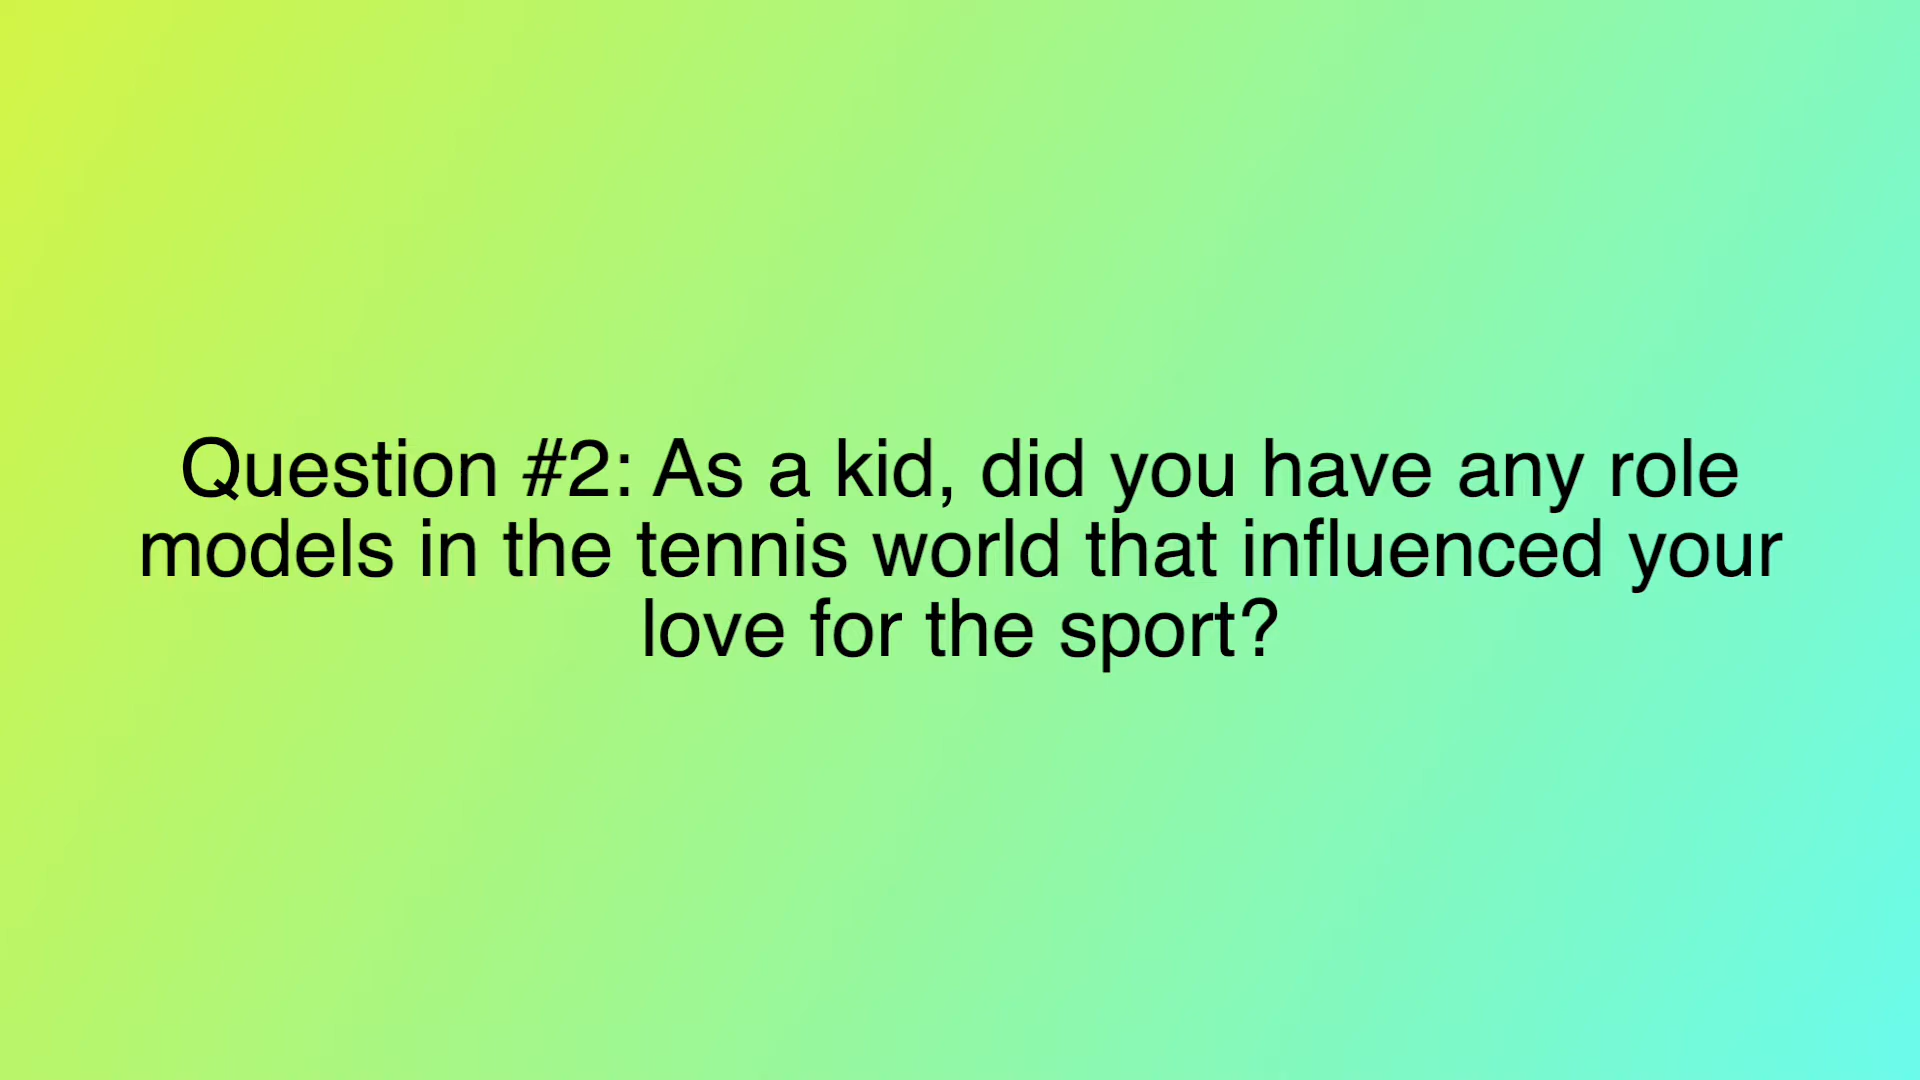 Question #2: As a kid, did you have any role
models in the tennis world that influenced your
love for the sport?